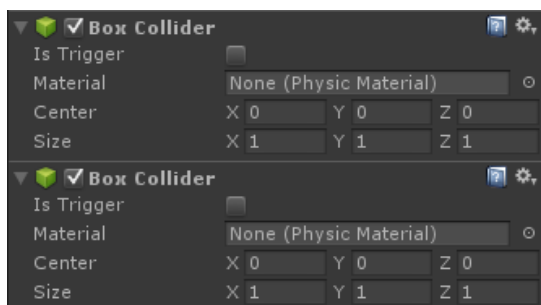 Box Collider
Is Trigger
Material None (Physic Material)
Center X 0 Y 0 Z 0
Size X 1 Y 1 Z 1
Box Collider
Is Trigger
Material None (Physic Material)
Center X 0 Y 0 Z 0
Size X 1 Y 1 Z 1